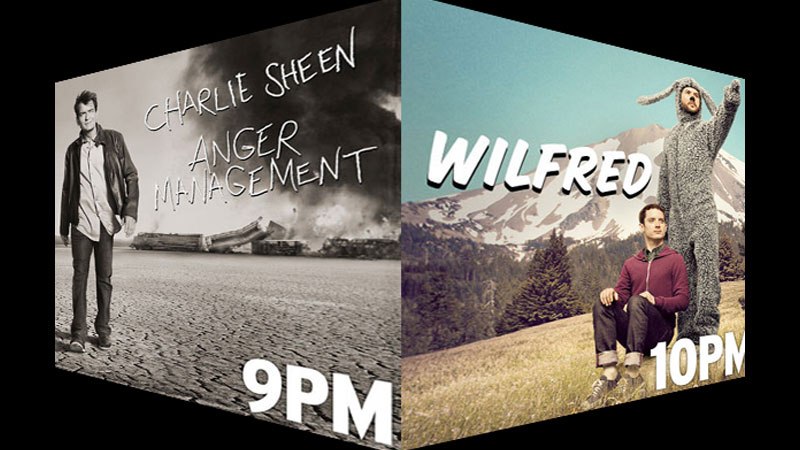 CHARLIE SHEEN
ANGER
MANAGEMENT
9PM
WILFRED
10PM